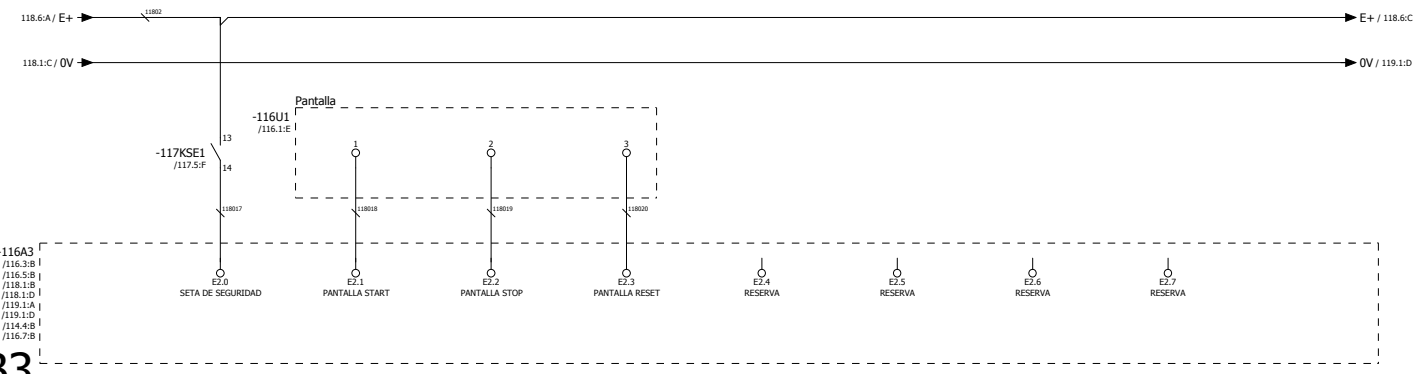 118.6:A / E+
11802
E+ / 118.6:C
118.1:C / 0V
0V / 119.1:D
Pantalla
-116U1
/116.1:E
1
2
3
13
-117KSE1
/117.5:F
14
118017
118018
118019
118020
116A3
/116.3:B
/116.5:B
/118.1:B
/118.1:D
/119.1:A
/119.1:D
/114.4:B
/116.7:B
E2.0
E2.1
E2.2
E2.3
E2.4
E2.5
E2.6
E2.7
SETA DE SEGURIDAD
PANTALLA START
PANTALLA STOP
PANTALLA RESET
RESERVA
RESERVA
RESERVA
RESERVA